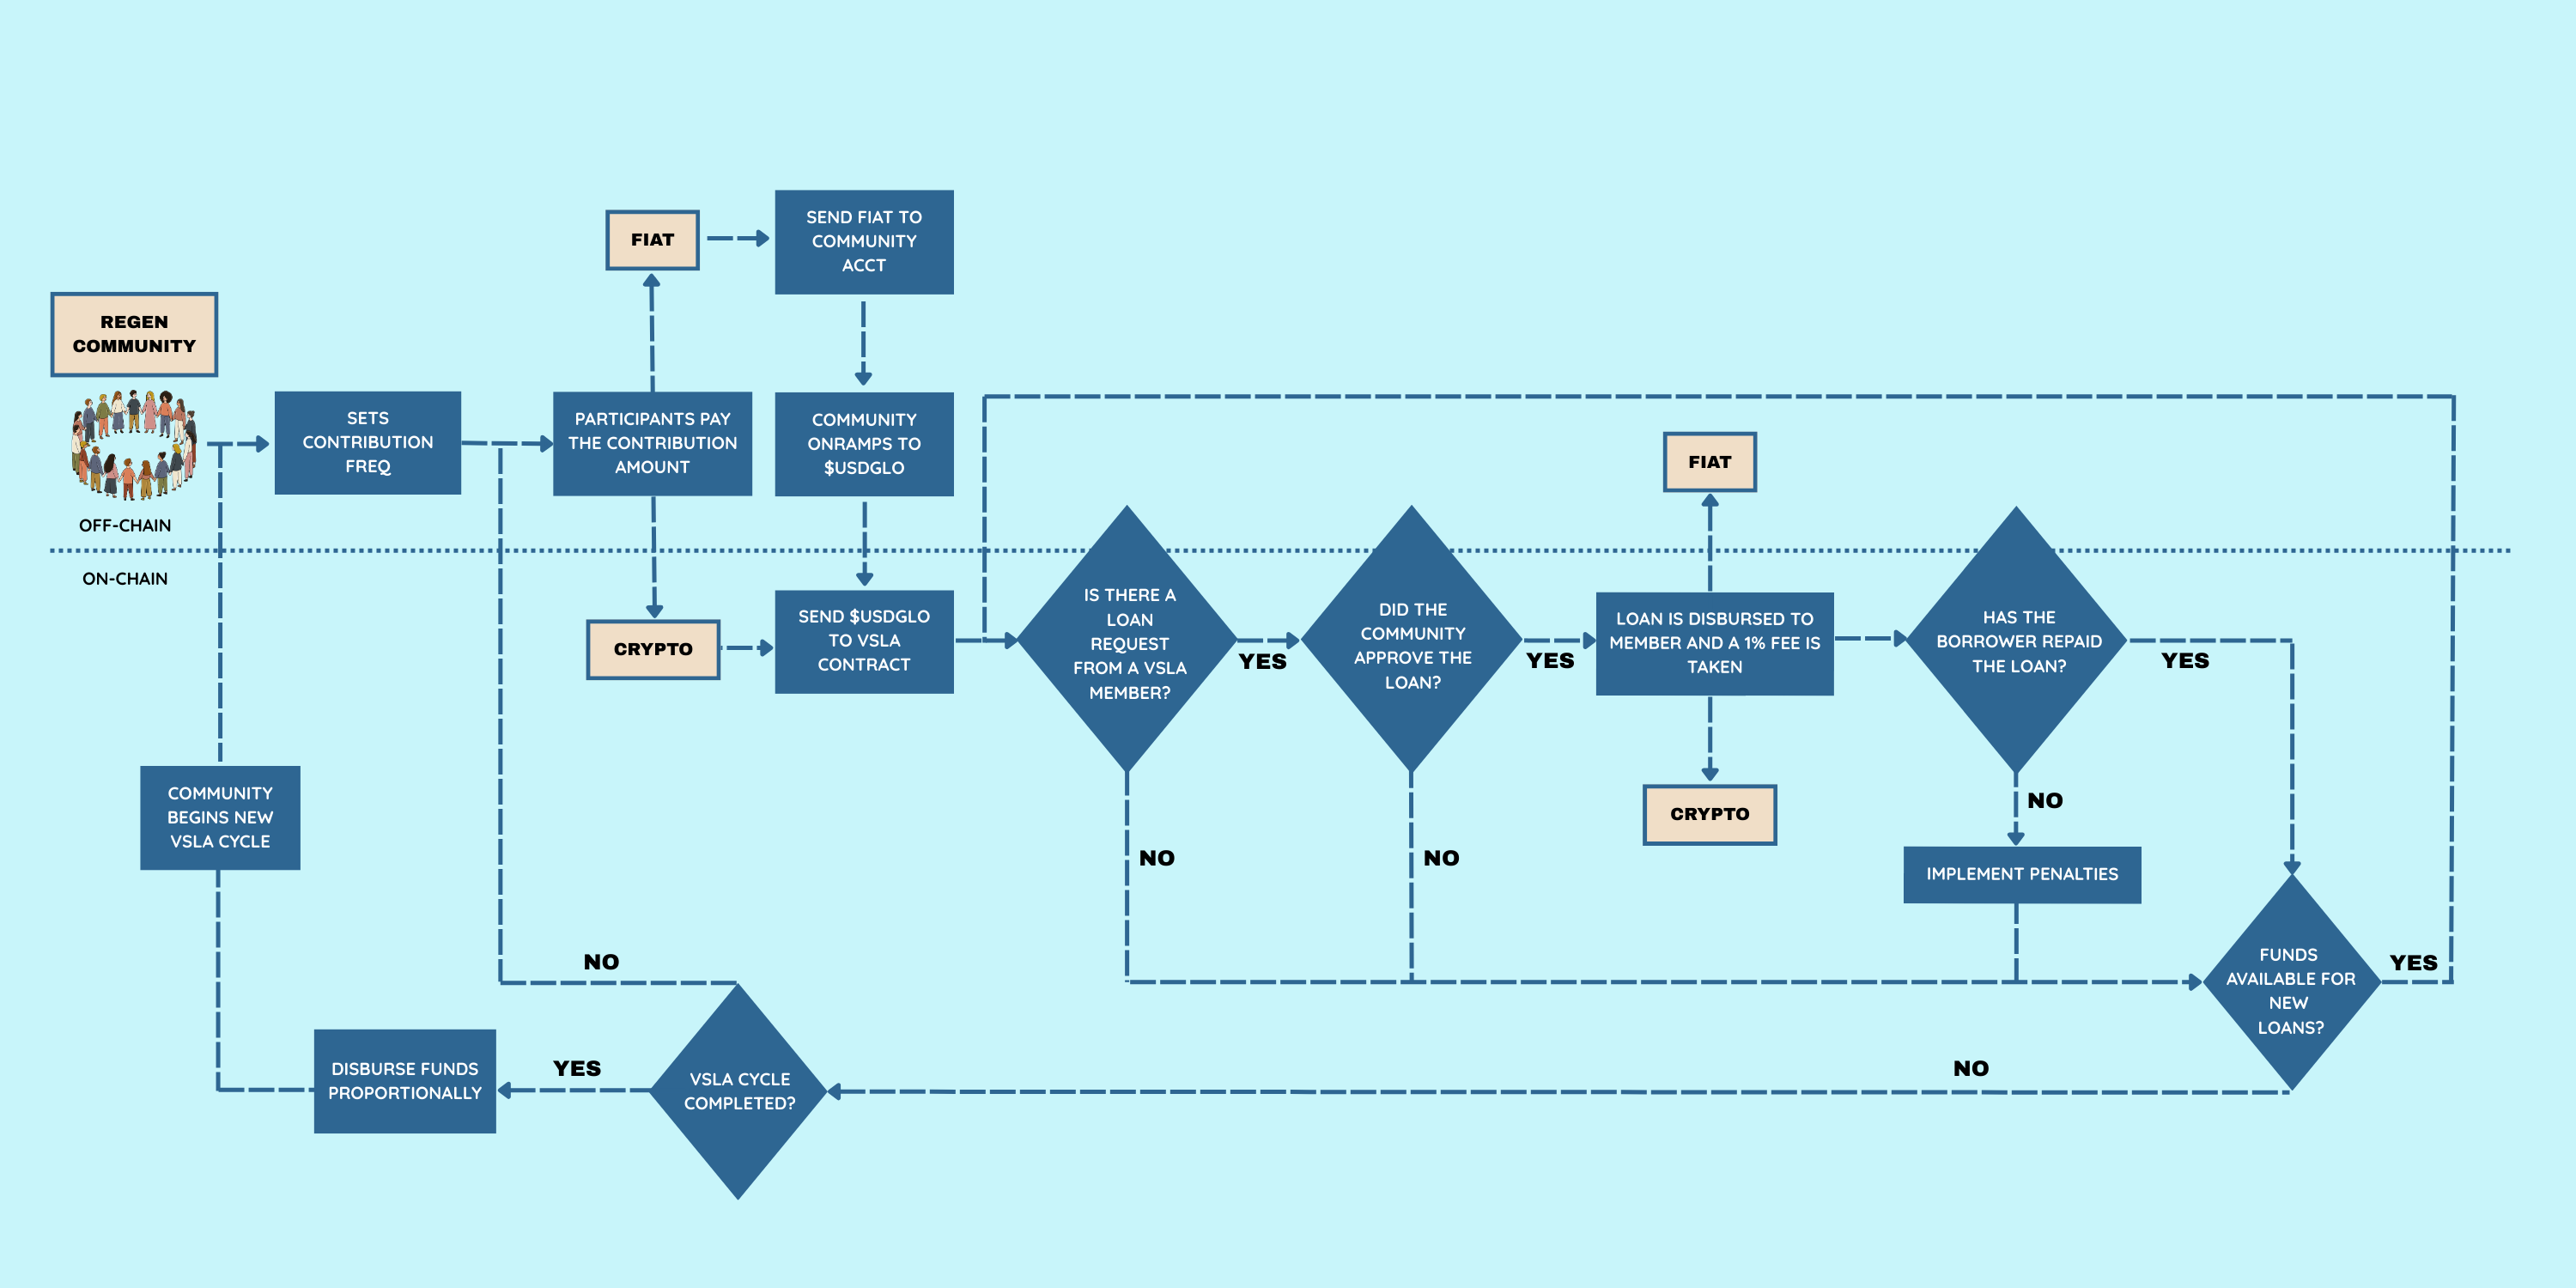 REGEN
COMMUNITY
OFF-CHAIN
ON-CHAIN
SETS
CONTRIBUTION
FREQ
PARTICIPANTS PAY
THE CONTRIBUTION
AMOUNT
FIAT
SEND FIAT TO
COMMUNITY
ACCT
COMMUNITY
ONRAMPS TO
$USDGLO
CRYPTO
SEND $USDGLO
TO VSLA
CONTRACT
IS THERE A
LOAN
REQUEST
FROM A VSLA
MEMBER?
YES
NO
DID THE
COMMUNITY
APPROVE THE
LOAN?
YES
NO
LOAN IS DISBURSED TO
MEMBER AND A 1% FEE IS
TAKEN
FIAT
CRYPTO
HAS THE
BORROWER REPAID
THE LOAN?
YES
NO
IMPLEMENT PENALTIES
FUNDS
AVAILABLE FOR
NEW
LOANS?
YES
NO
VSLA CYCLE
COMPLETED?
NO
YES
DISBURSE FUNDS
PROPORTIONALLY
COMMUNITY
BEGINS NEW
VSLA CYCLE